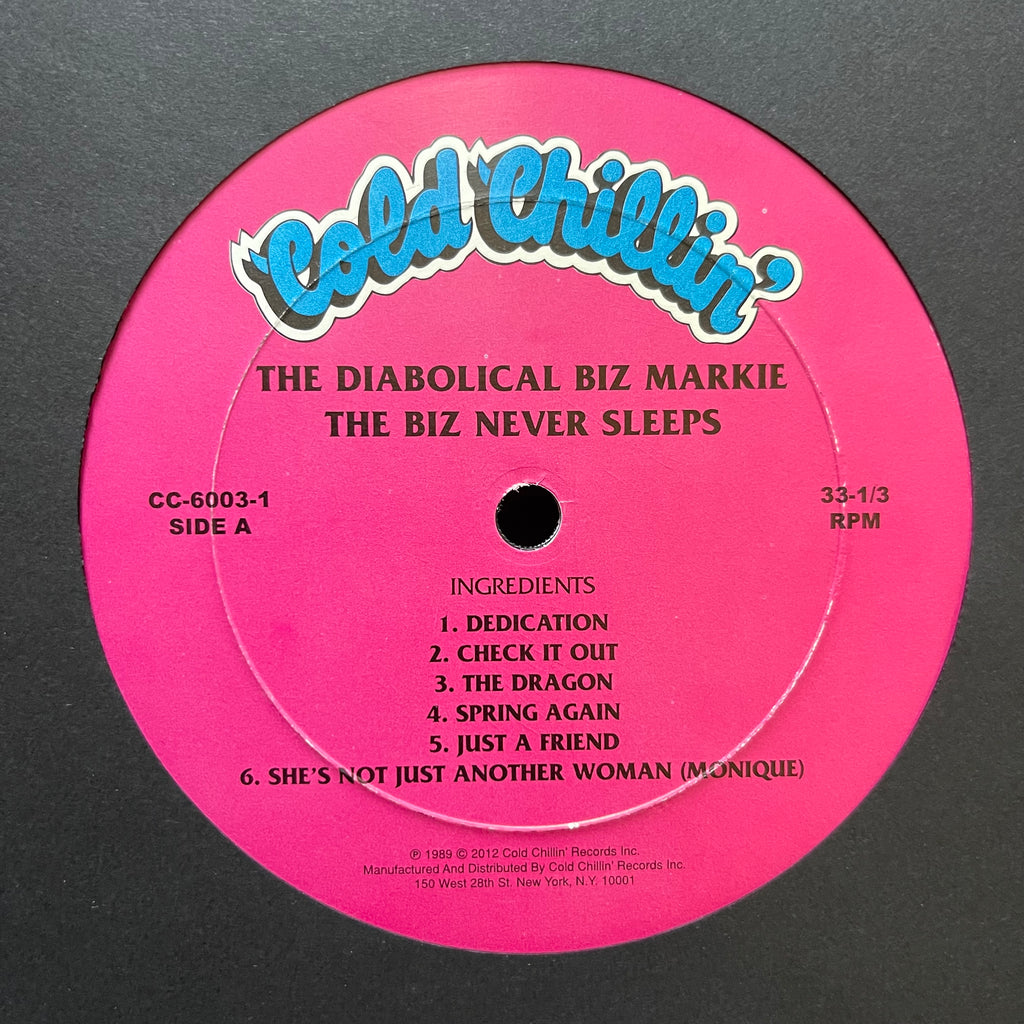 Cold Chillin'
THE DIABOLICAL BIZ MARKIE
THE BIZ NEVER SLEEPS
CC-6003-1
SIDE A
33-1/3
RPM
INGREDIENTS
1. DEDICATION
2. CHECK IT OUT
3. THE DRAGON
4. SPRING AGAIN
5. JUST A FRIEND
6. SHE'S NOT JUST ANOTHER WOMAN (MONIQUE)
℗ 1989 © 2012 Cold Chillin' Records Inc.
Manufactured And Distributed By Cold Chillin' Records Inc.
150 West 28th St. New York, N.Y. 10001